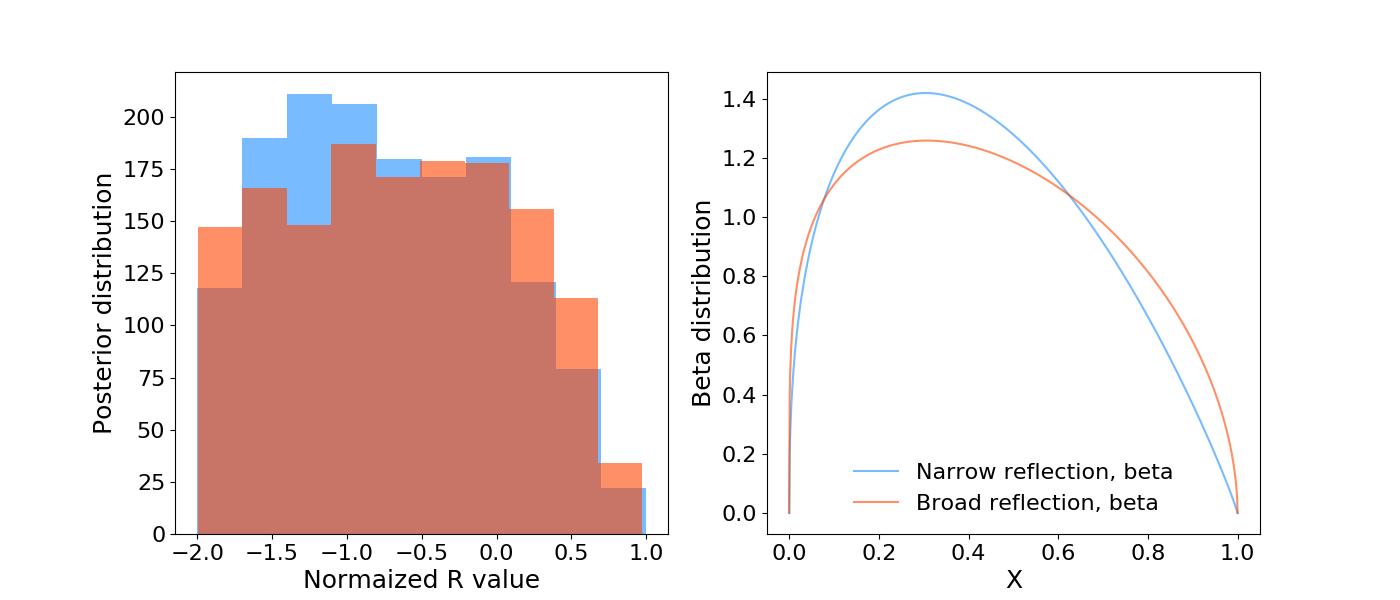 Posterior distribution
200
175
150
125
100
75
50
25
0
−2.0 −1.5 −1.0 −0.5 0.0 0.5 1.0
Normaized R value
Beta distribution
1.4
1.2
1.0
0.8
0.6
0.4
0.2
0.0
0.0 0.2 0.4 0.6 0.8 1.0
X
Narrow reflection, beta
Broad reflection, beta